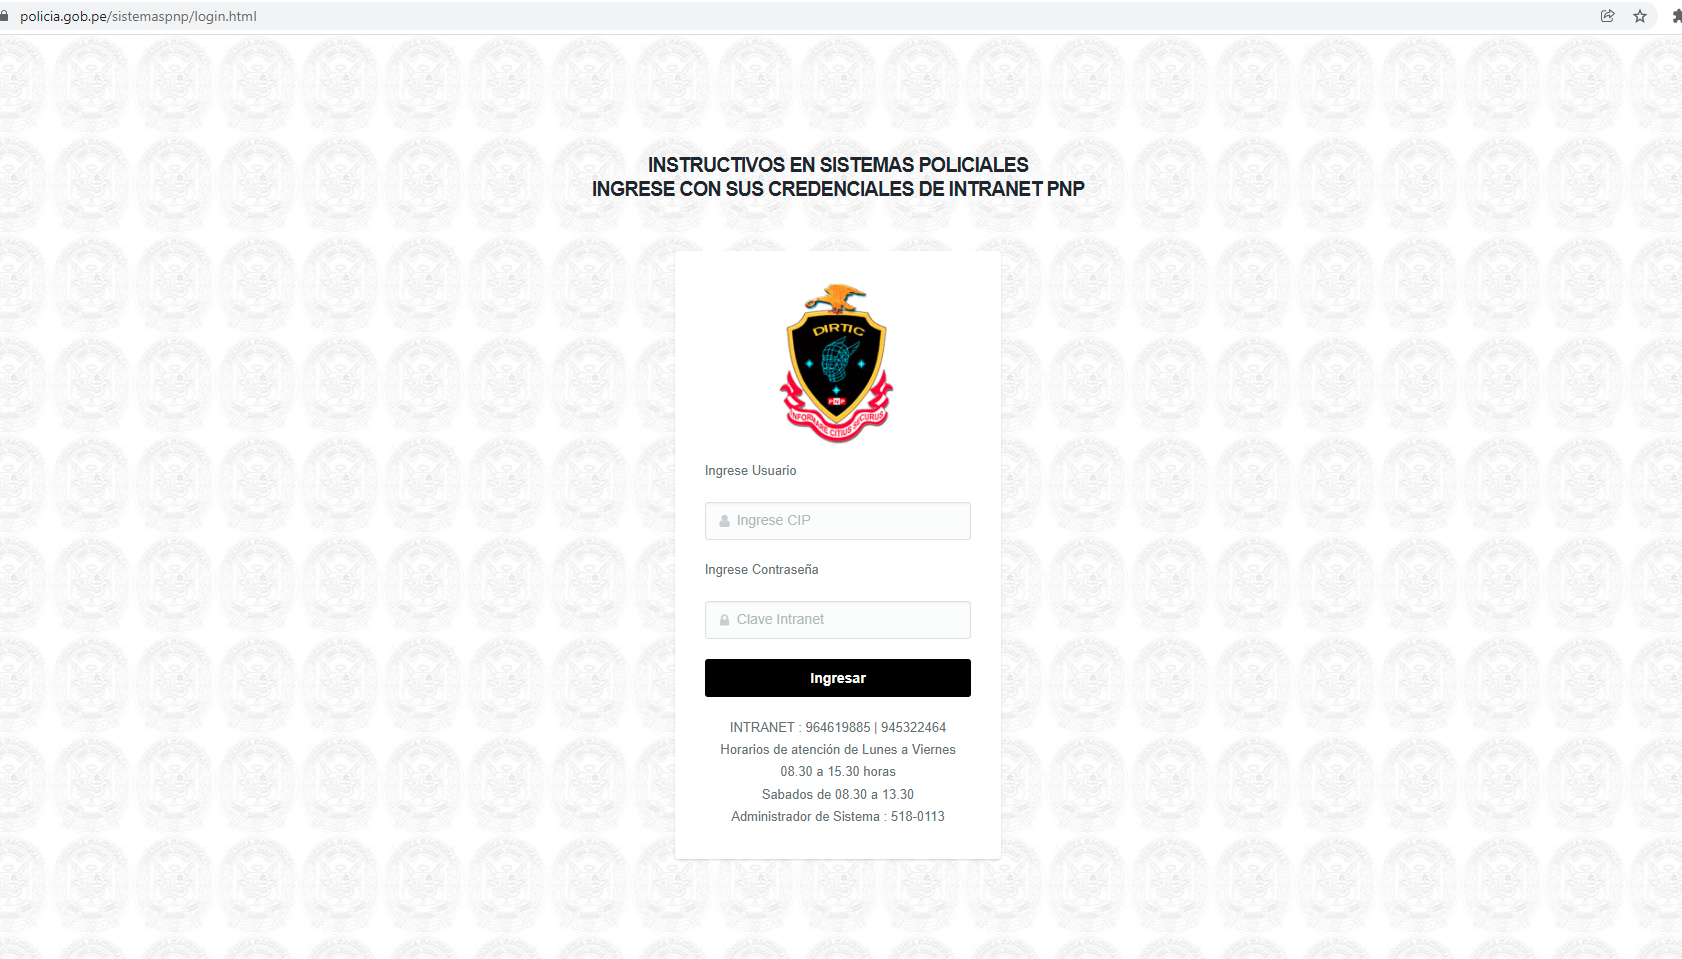 policia.gob.pe/sistemaspnp/login.html
INSTRUCTIVOS EN SISTEMAS POLICIALES
INGRESE CON SUS CREDENCIALES DE INTRANET PNP
DIRTIC
PNP
INFORMARE CITIUS SECURUS
Ingrese Usuario
Ingrese CIP
Ingrese Contraseña
Clave Intranet
Ingresar
INTRANET : 964619885 | 945322464
Horarios de atención de Lunes a Viernes
08.30 a 15.30 horas
Sabados de 08.30 a 13.30
Administrador de Sistema : 518-0113